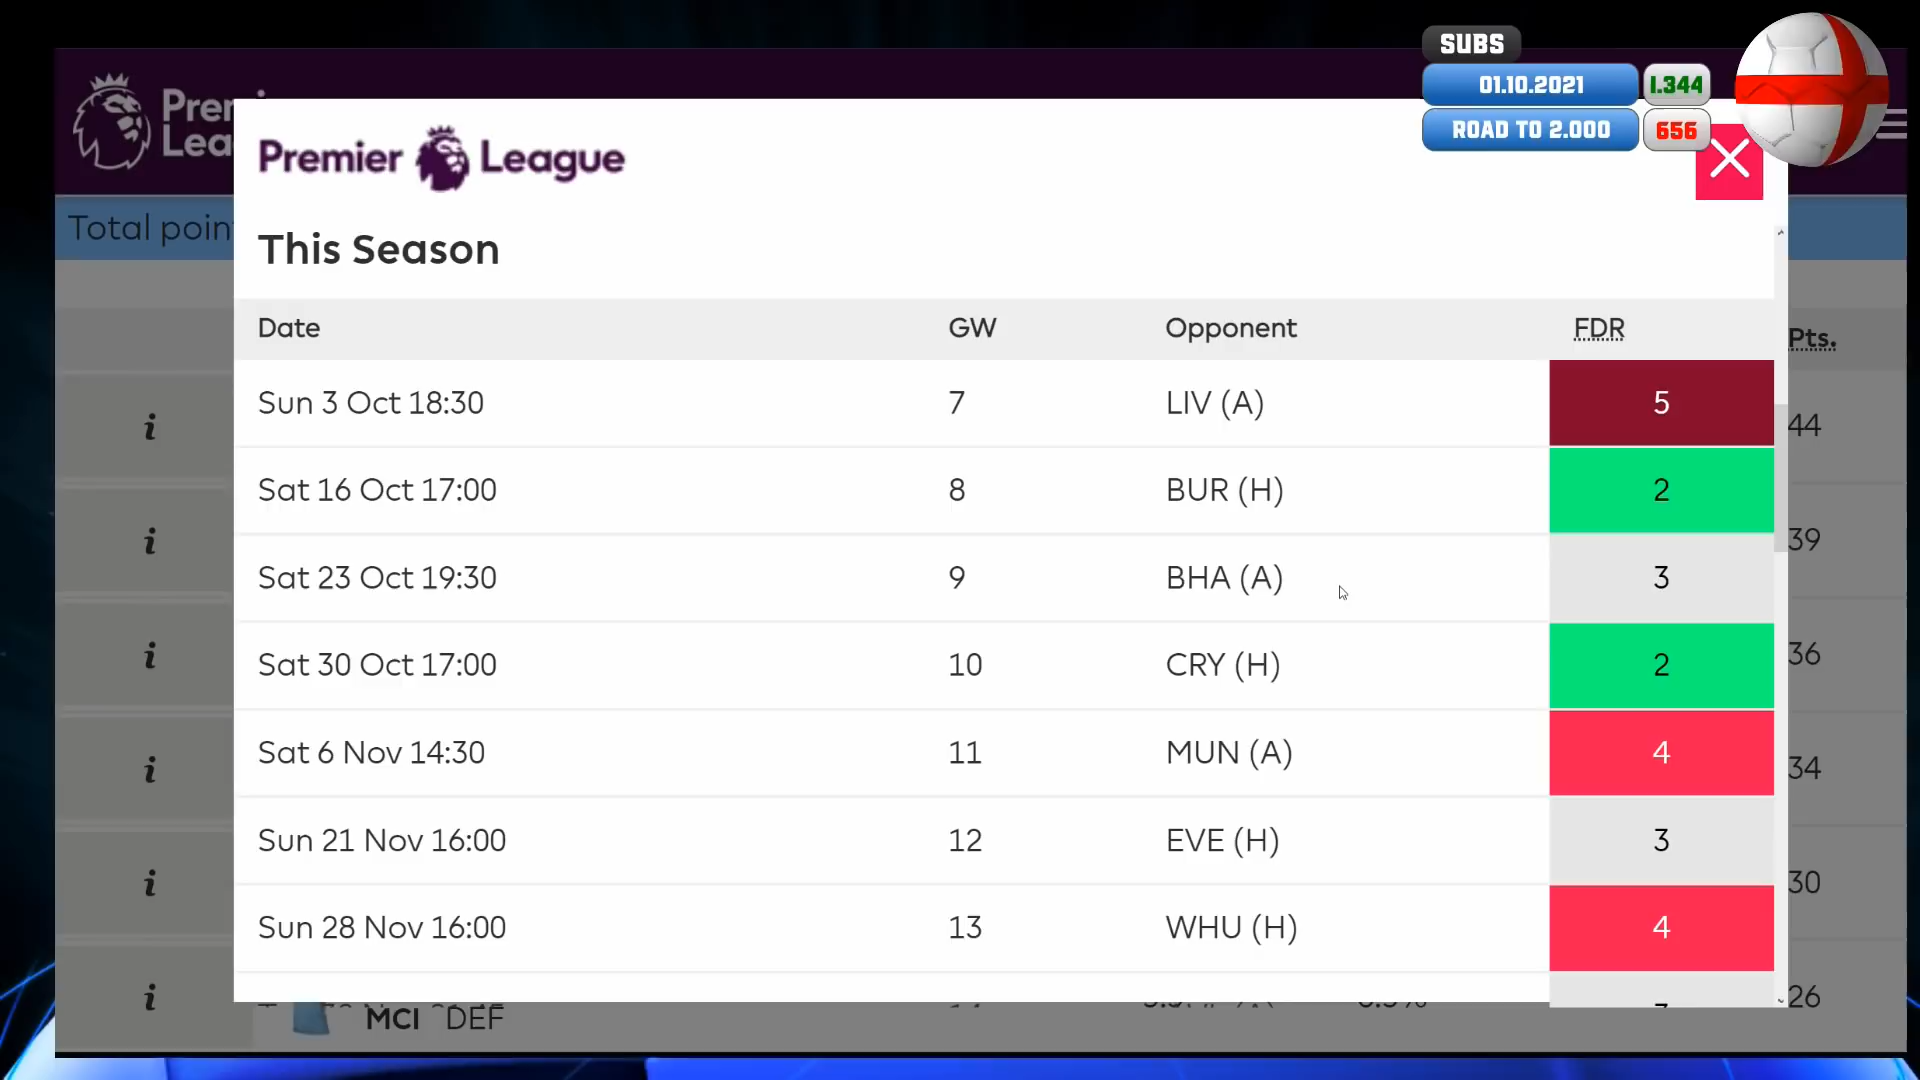 SUBS
01.10.2021 1.344
ROAD TO 2.000 656
Premier League
Total poin
This Season
Date GW Opponent FDR
Pts.
Sun 3 Oct 18:30 7 LIV (A) 5
44
Sat 16 Oct 17:00 8 BUR (H) 2
39
Sat 23 Oct 19:30 9 BHA (A) 3
Sat 30 Oct 17:00 10 CRY (H) 2
36
Sat 6 Nov 14:30 11 MUN (A) 4
34
Sun 21 Nov 16:00 12 EVE (H) 3
30
Sun 28 Nov 16:00 13 WHU (H) 4
26
MCI DEF